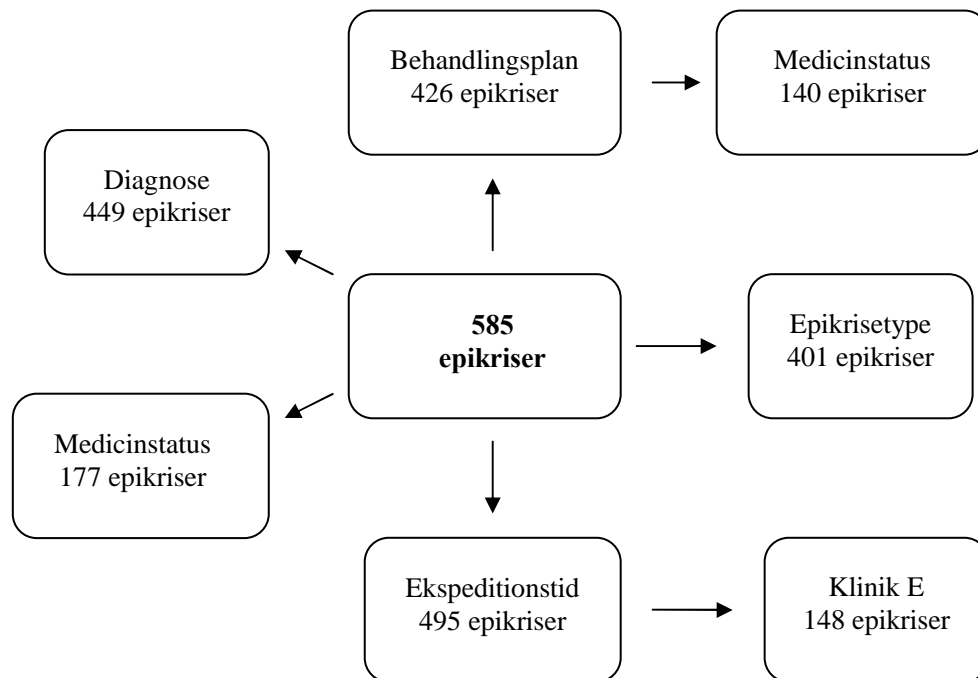 Behandlingsplan
426 epikriser
Medicinstatus
140 epikriser
Diagnose
449 epikriser
585
epikriser
Epikrisetype
401 epikriser
Medicinstatus
177 epikriser
Ekspeditionstid
495 epikriser
Klinik E
148 epikriser